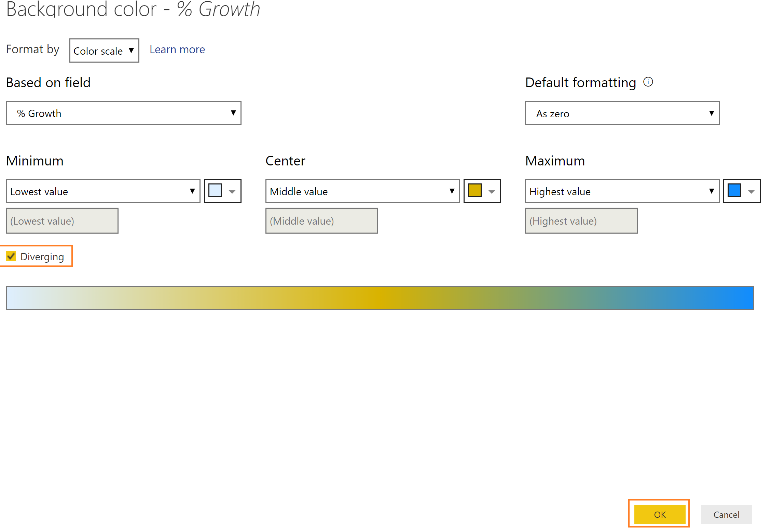 Background color - % Growth
Format by Color scale Learn more
Based on field Default formatting
% Growth As zero
Minimum Center Maximum
Lowest value Middle value Highest value
(Lowest value) (Middle value) (Highest value)
Diverging
OK Cancel